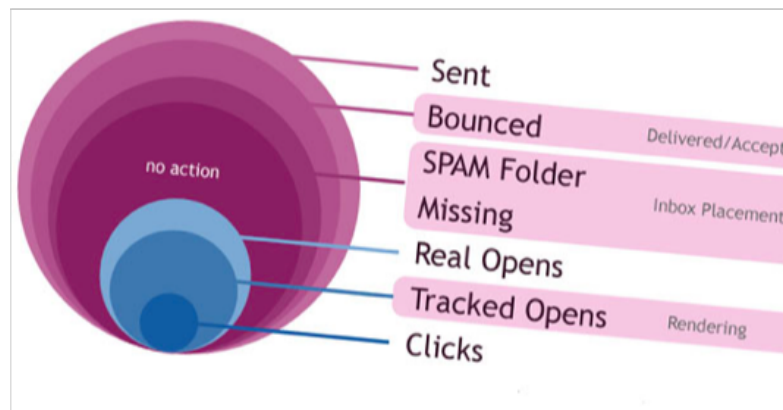 Sent
Bounced Delivered/Accept
SPAM Folder
Missing Inbox Placement
no action
Real Opens
Tracked Opens Rendering
Clicks